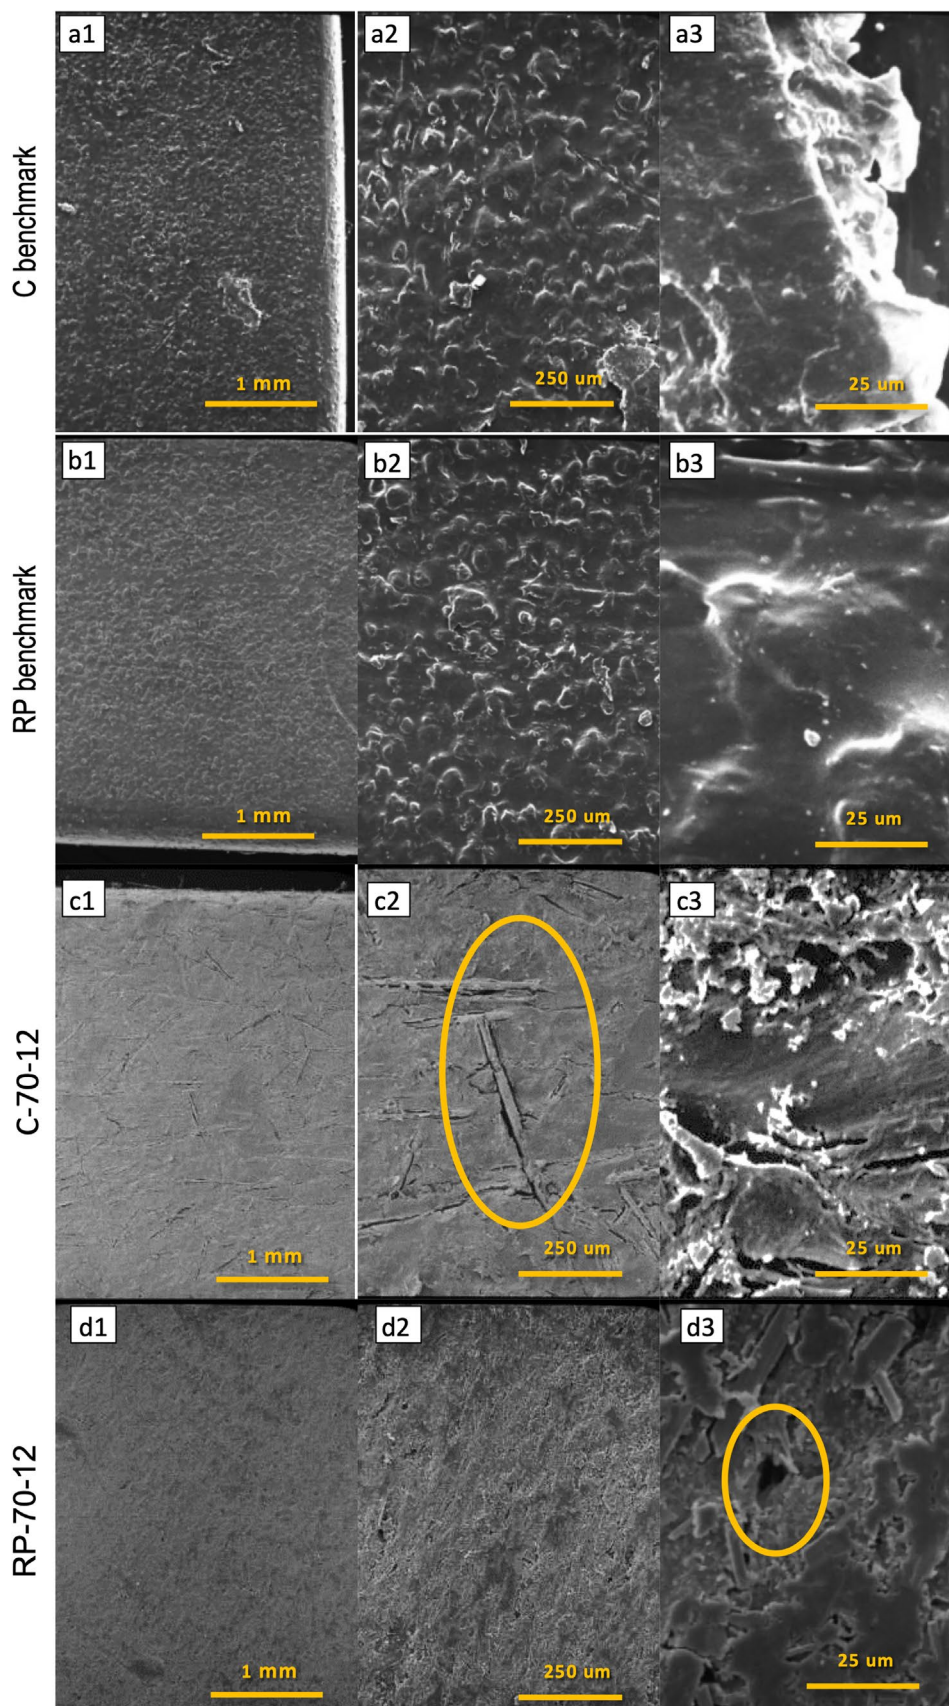 C benchmark
a1
a2
a3
1 mm
250 um
25 um
RP benchmark
b1
b2
b3
1 mm
250 um
25 um
C-70-12
c1
c2
c3
1 mm
250 um
25 um
RP-70-12
d1
d2
d3
1 mm
250 um
25 um